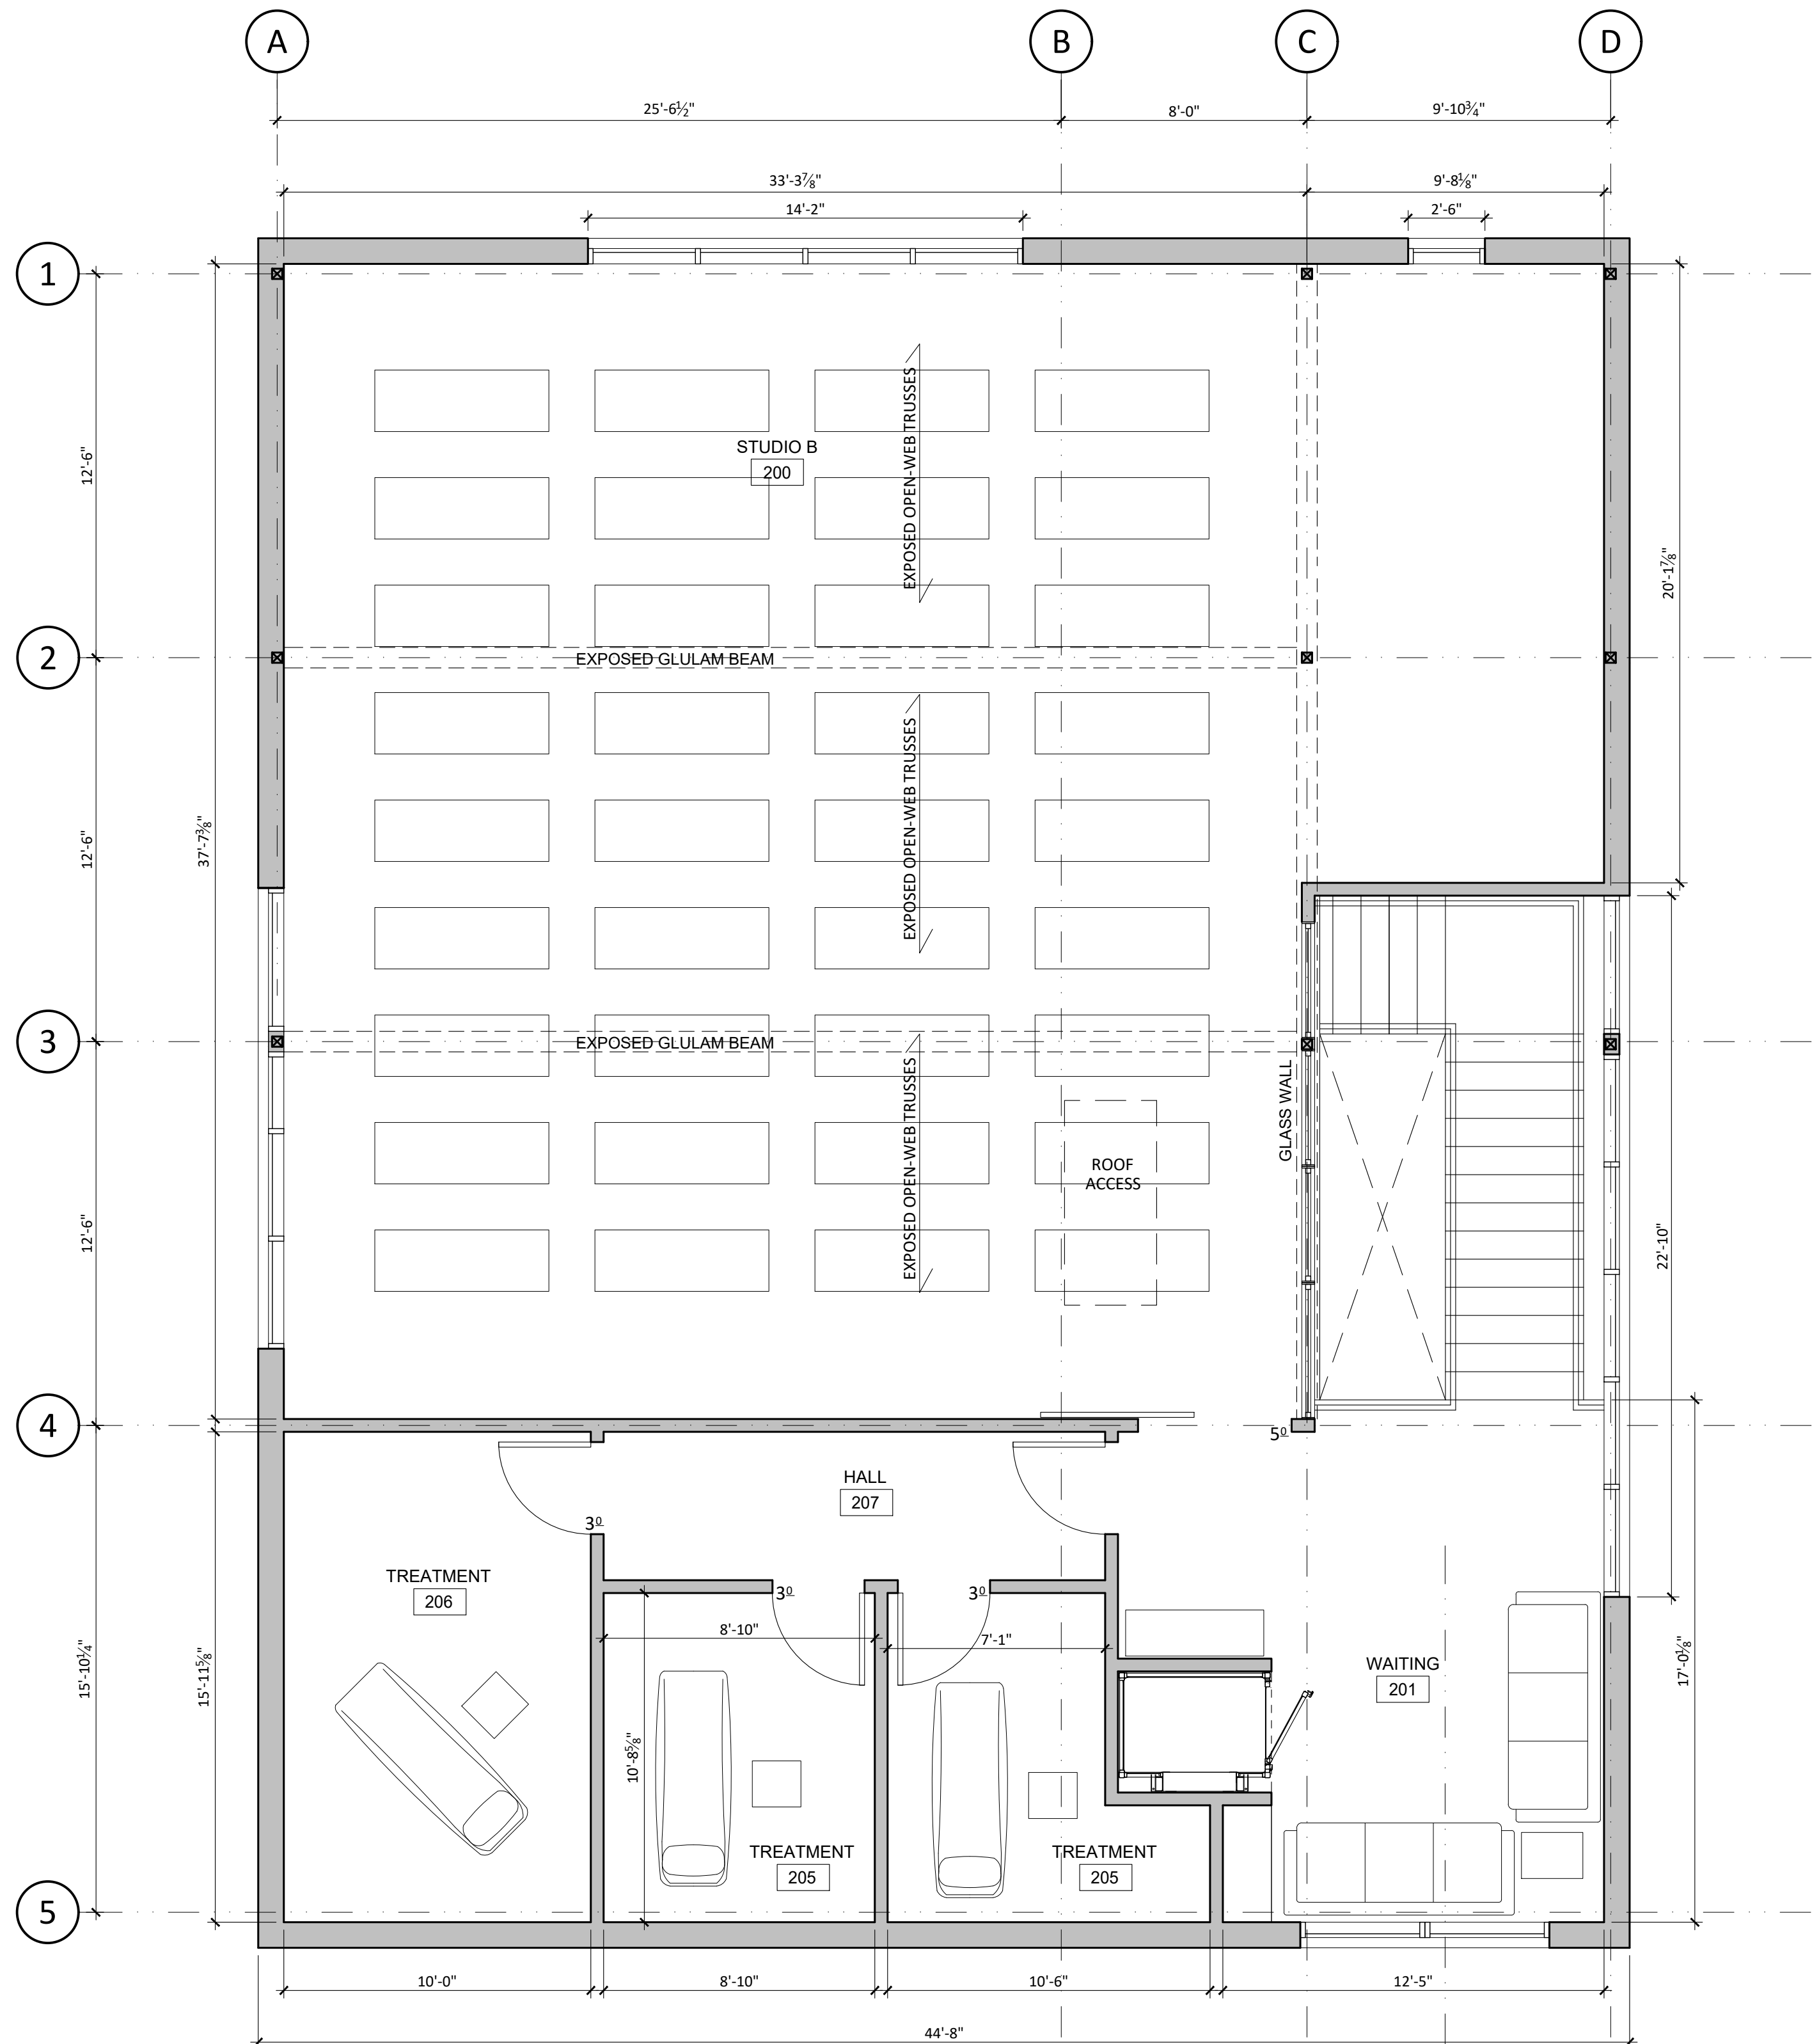 A
B
C
D
25'-6½"
8'-0"
9'-10¾"
33'-3⅞"
9'-8⅛"
14'-2"
2'-6"
1
12'-6"
STUDIO B
200
EXPOSED OPEN-WEB TRUSSES
20'-1⅞"
2
EXPOSED GLULAM BEAM
12'-6"
37'-7⅜"
EXPOSED OPEN-WEB TRUSSES
3
EXPOSED GLULAM BEAM
GLASS WALL
EXPOSED OPEN-WEB TRUSSES
ROOF
ACCESS
12'-6"
22'-10"
4
5⁰
HALL
207
3⁰
TREATMENT
206
3⁰
3⁰
8'-10"
7'-1"
15'-10¼"
15'-11⅝"
10'-8⅝"
WAITING
201
17'-0⅛"
TREATMENT
205
TREATMENT
205
5
10'-0"
8'-10"
10'-6"
12'-5"
44'-8"